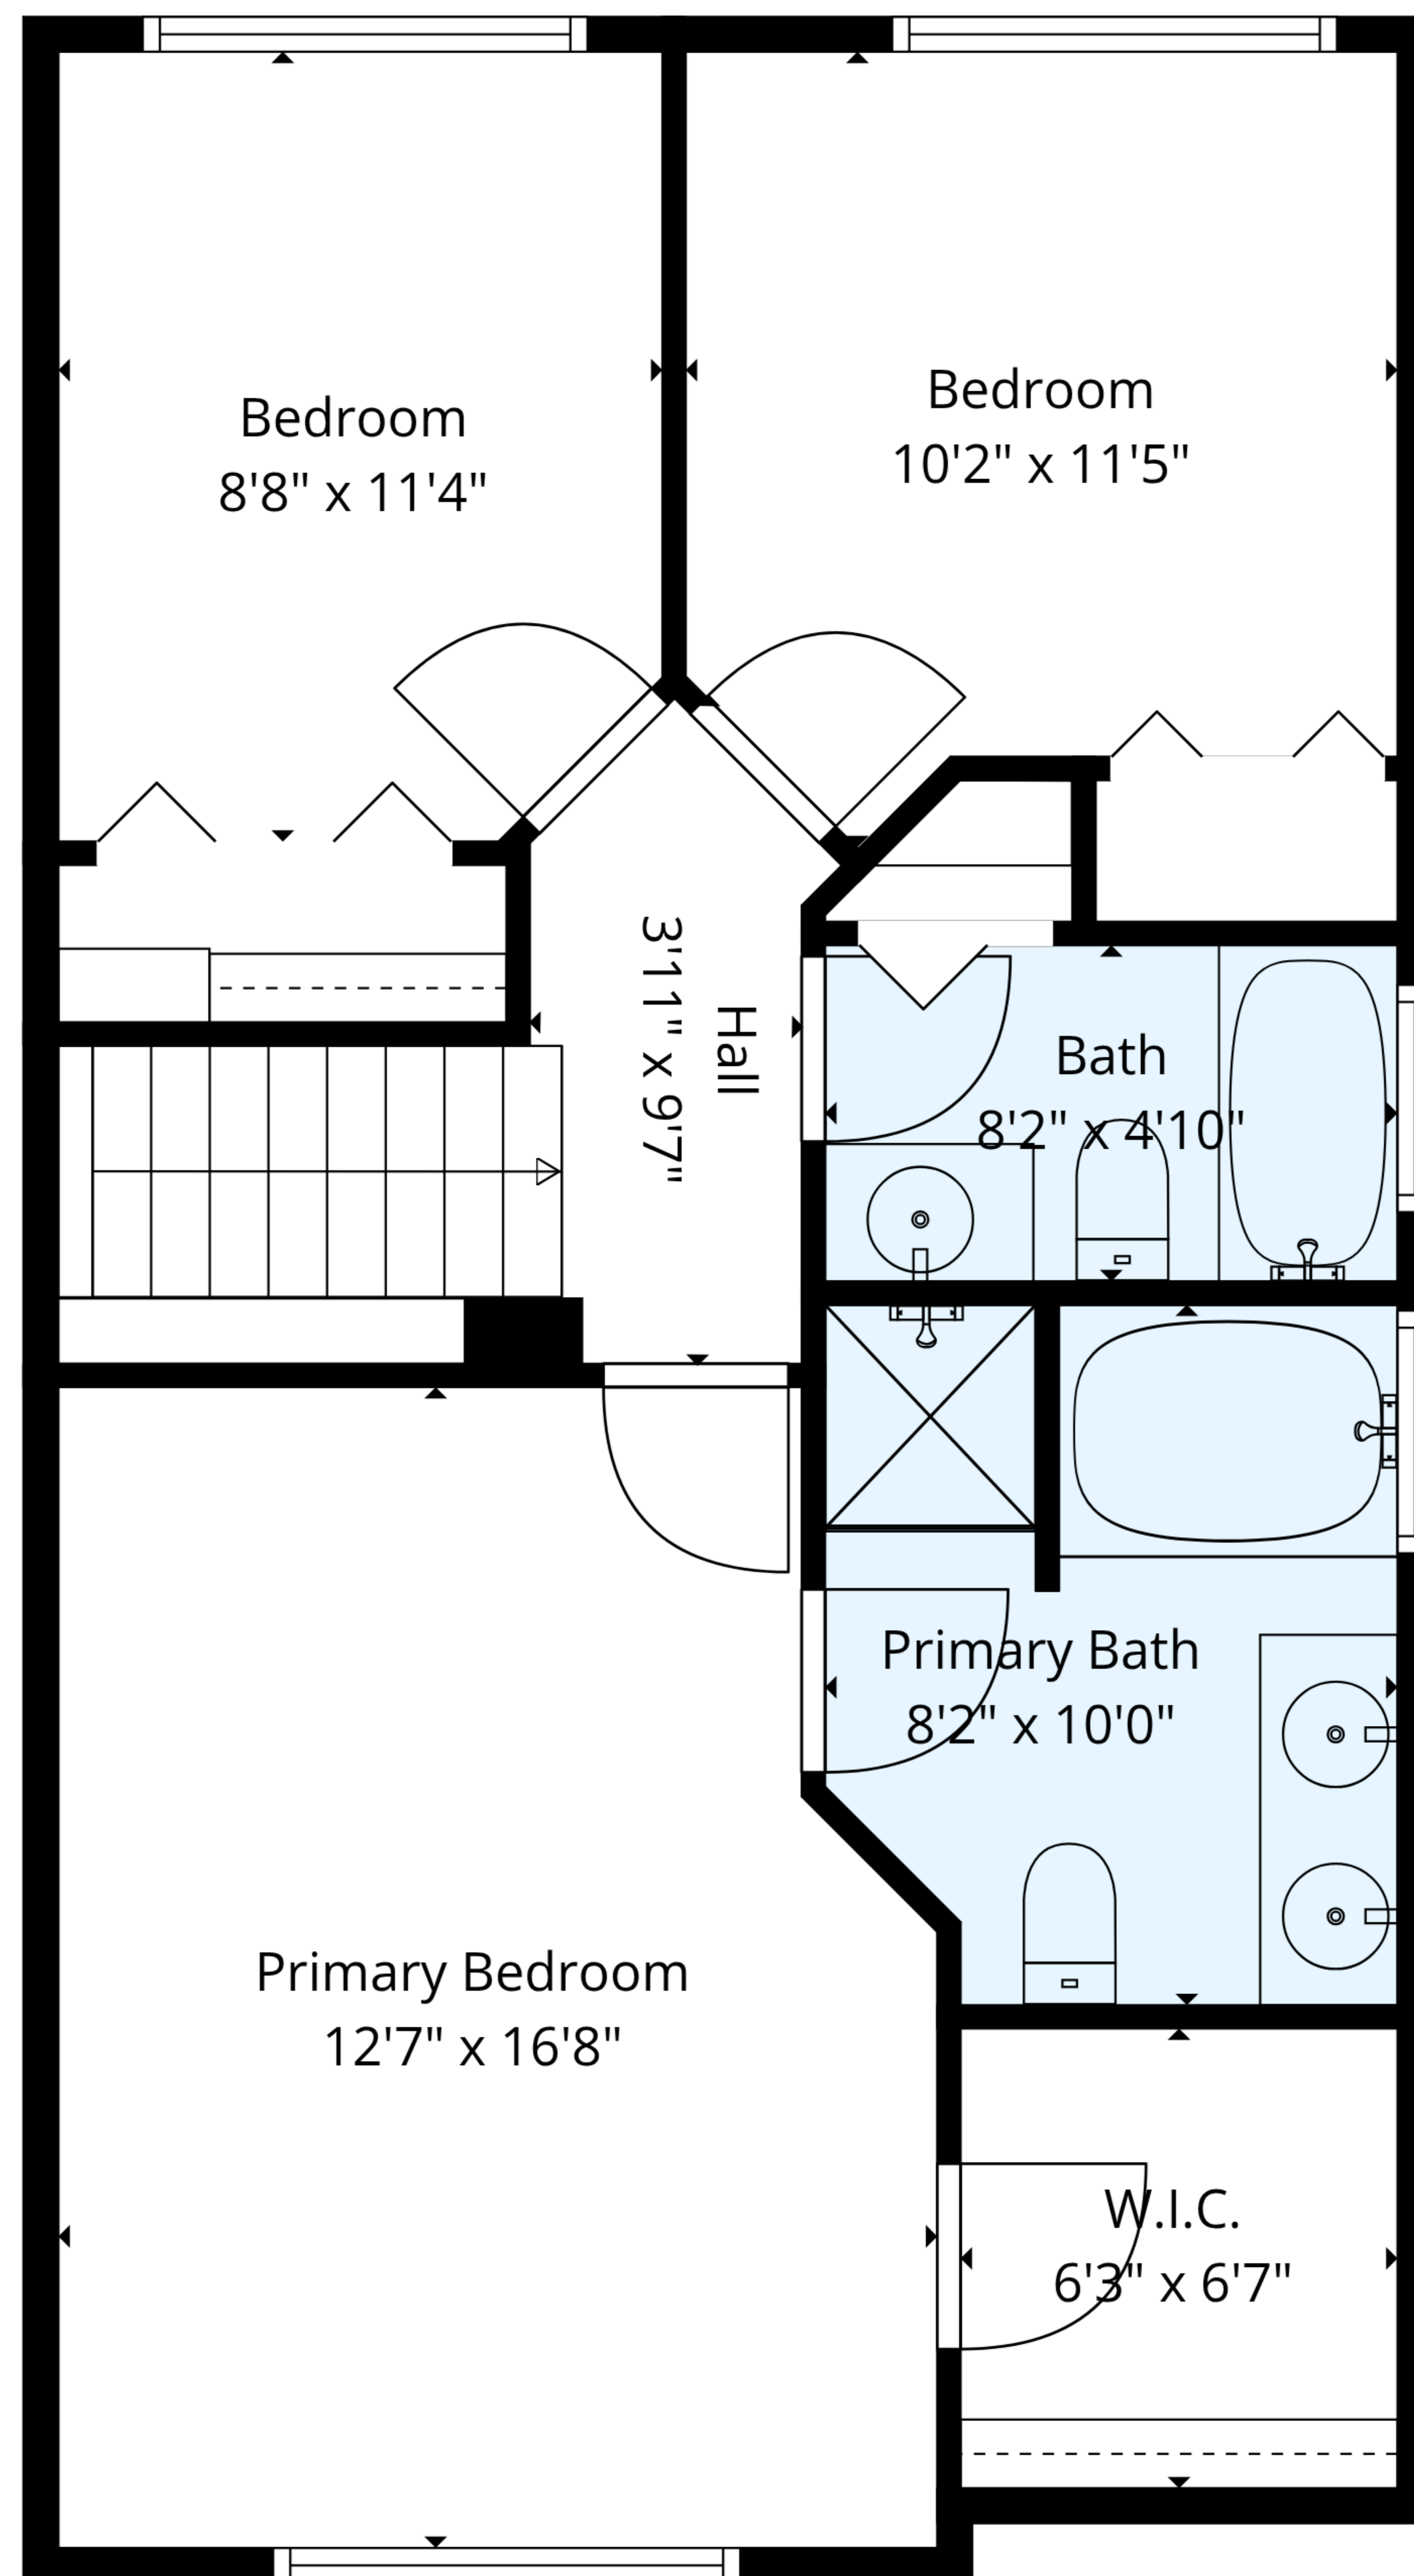 Bedroom
8'8" x 11'4"
Bedroom
10'2" x 11'5"
Hall
3'11" x 9'7"
Bath
8'2" x 4'10"
Primary Bath
8'2" x 10'0"
Primary Bedroom
12'7" x 16'8"
W.I.C.
6'3" x 6'7"